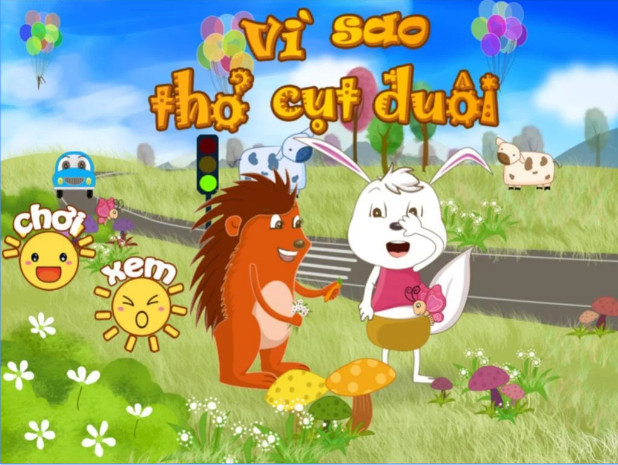 Vì sao
thỏ cụt đuôi
chơi
xem